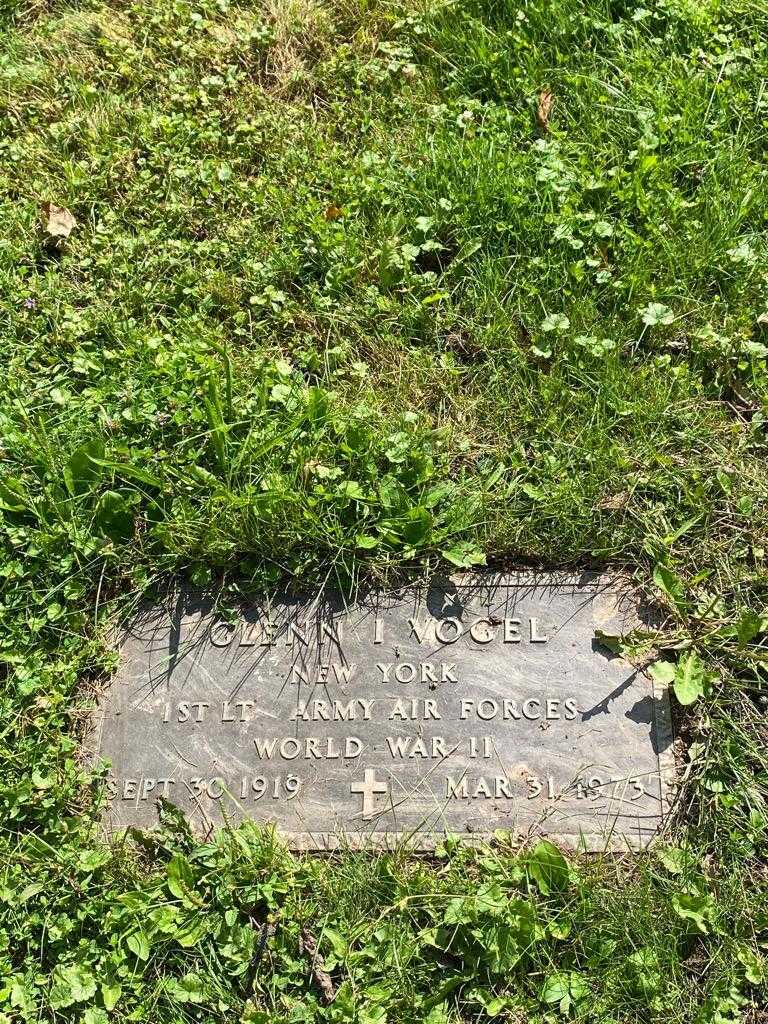 GLENN I VOGEL
NEW YORK
1ST LT ARMY AIR FORCES
WORLD WAR II
SEPT 30 1919 MAR 31 1973